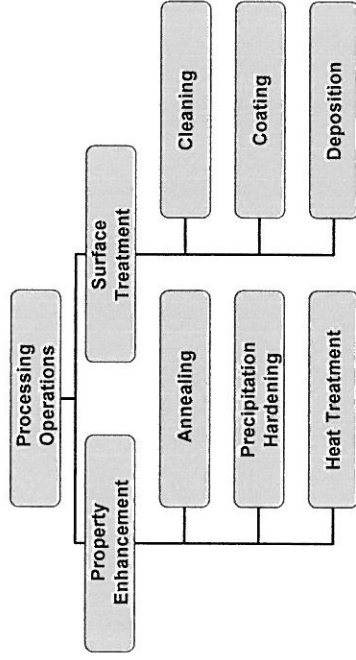 Processing
Operations
Property
Enhancement
Surface
Treatment
Annealing
Precipitation
Hardening
Heat Treatment
Cleaning
Coating
Deposition